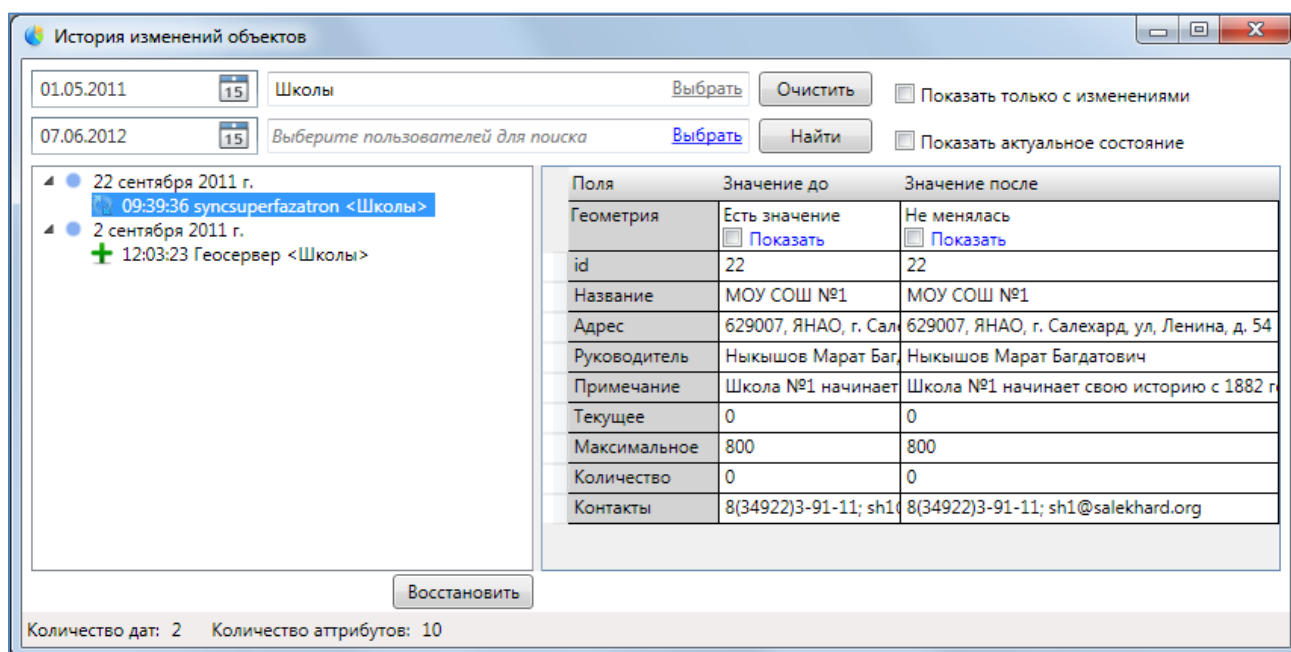 История изменений объектов
01.05.2011 15 Школы Выбрать Очистить Показать только с изменениями
07.06.2012 15 Выберите пользователей для поиска Выбрать Найти Показать актуальное состояние
22 сентября 2011 г.
09:39:36 syncsuperfazatron <Школы>
2 сентября 2011 г.
12:03:23 Геосервер <Школы>
Поля Значение до Значение после
Геометрия Есть значение Не менялась
Показать Показать
id 22 22
Название МОУ СОШ №1 МОУ СОШ №1
Адрес 629007, ЯНАО, г. Сал 629007, ЯНАО, г. Салехард, ул, Ленина, д. 54
Руководитель Ныкышов Марат Баг Ныкышов Марат Багдатович
Примечание Школа №1 начинает Школа №1 начинает свою историю с 1882 г
Текущее 0 0
Максимальное 800 800
Количество 0 0
Контакты 8(34922)3-91-11; sh1 8(34922)3-91-11; sh1@salekhard.org
Восстановить
Количество дат: 2 Количество аттрибутов: 10